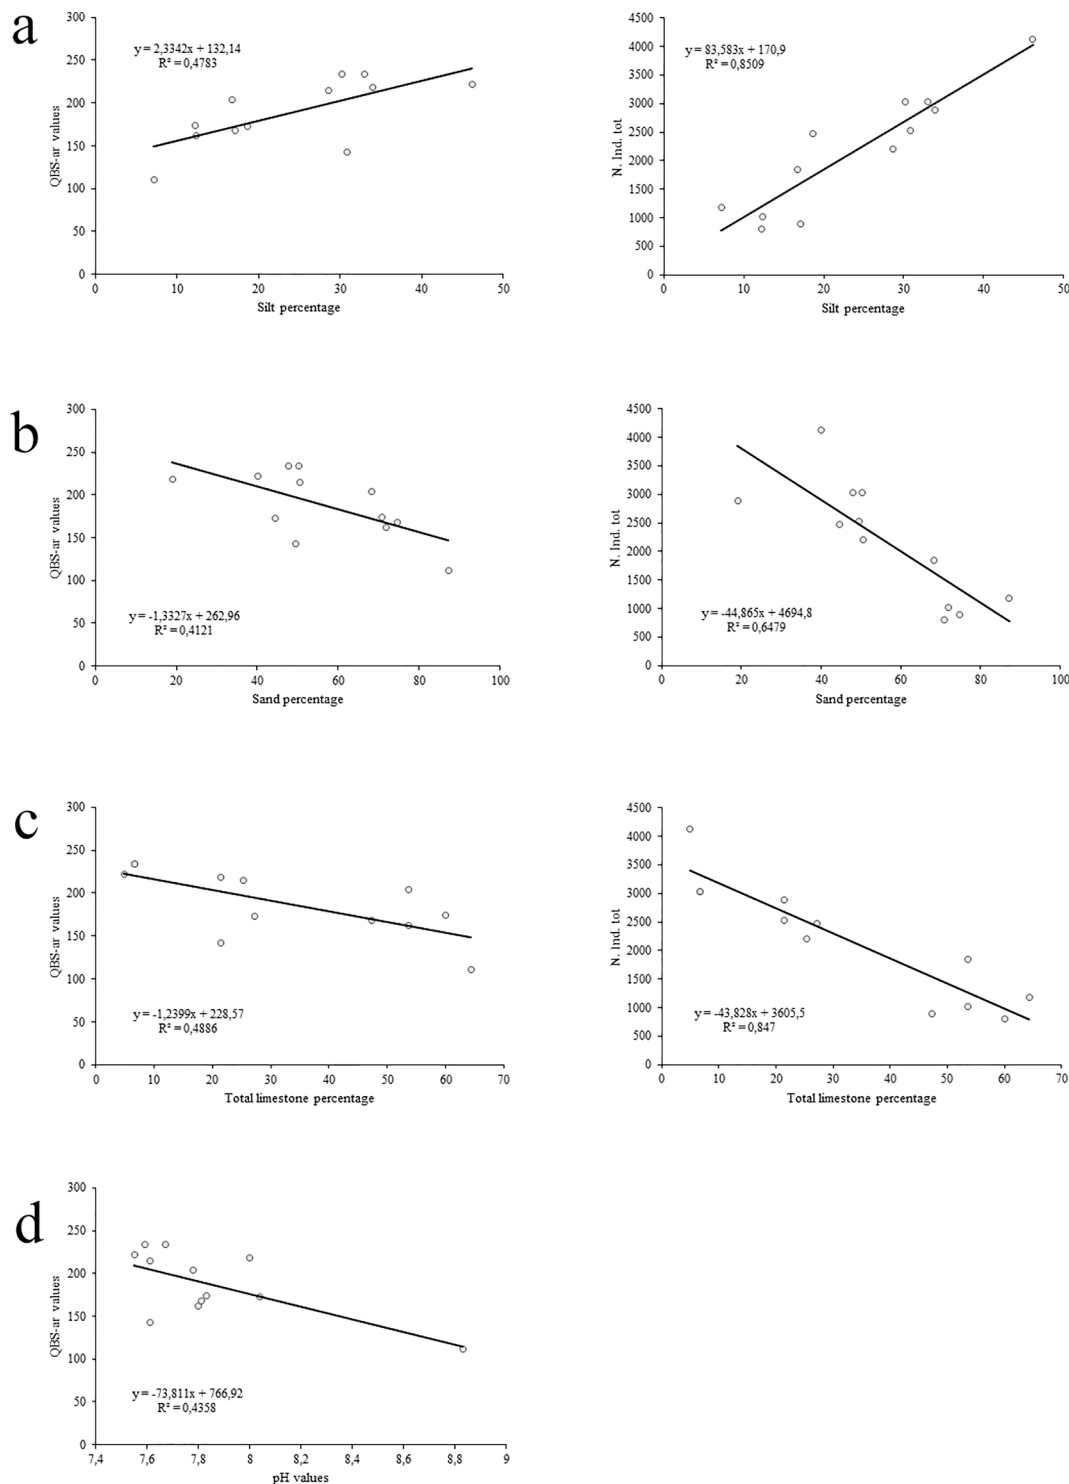 a
300
250
200
150
100
50
0
0 10 20 30 40 50
QBS-ar values
Silt percentage
y = 2,3342x + 132,14
R² = 0,4783
4500
4000
3500
3000
2500
2000
1500
1000
500
0
0 10 20 30 40 50
N. Ind. tot
Silt percentage
y = 83,583x + 170,9
R² = 0,8509
b
300
250
200
150
100
50
0
0 20 40 60 80 100
QBS-ar values
Sand percentage
y = -1,3327x + 262,96
R² = 0,4121
4500
4000
3500
3000
2500
2000
1500
1000
500
0
0 20 40 60 80 100
N. Ind. tot
Sand percentage
y = -44,865x + 4694,8
R² = 0,6479
c
300
250
200
150
100
50
0
0 10 20 30 40 50 60 70
QBS-ar values
Total limestone percentage
y = -1,2399x + 228,57
R² = 0,4886
4500
4000
3500
3000
2500
2000
1500
1000
500
0
0 10 20 30 40 50 60 70
N. Ind. tot
Total limestone percentage
y = -43,828x + 3605,5
R² = 0,847
d
300
250
200
150
100
50
0
7,4 7,6 7,8 8 8,2 8,4 8,6 8,8 9
QBS-ar values
pH values
y = -73,811x + 766,92
R² = 0,4358